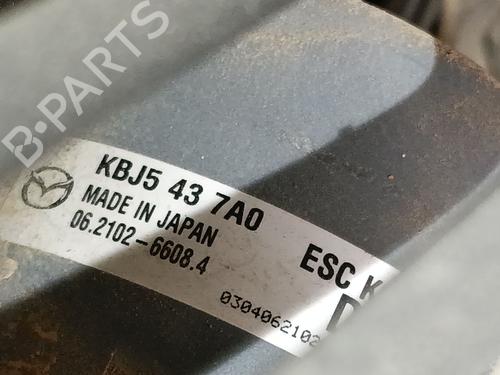 B-PARTS
KBJ5 43 7A0
MADE IN JAPAN
06.2102-6608.4
ESC K
0304062102